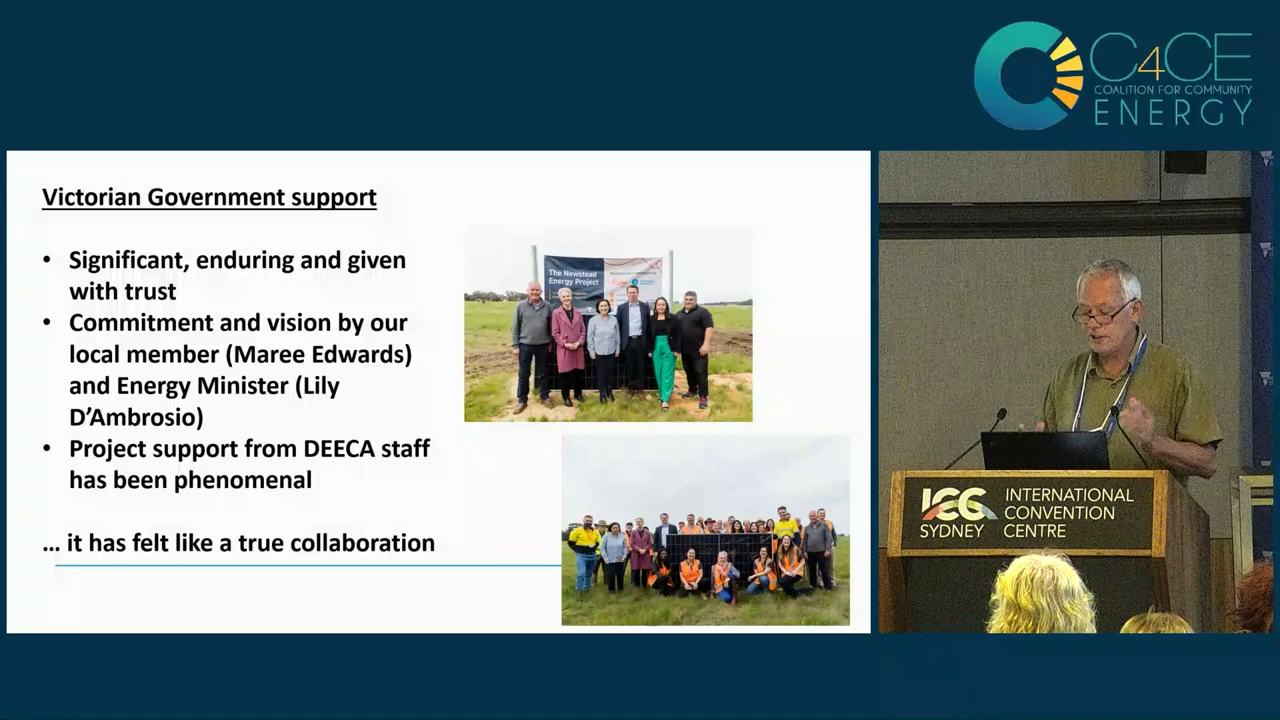 C4CE
COALITION FOR COMMUNITY
ENERGY
Victorian Government support
• Significant, enduring and given
with trust
• Commitment and vision by our
local member (Maree Edwards)
and Energy Minister (Lily
D’Ambrosio)
• Project support from DEECA staff
has been phenomenal
… it has felt like a true collaboration
The Newstead
Energy Project
ICC
SYDNEY
INTERNATIONAL
CONVENTION
CENTRE